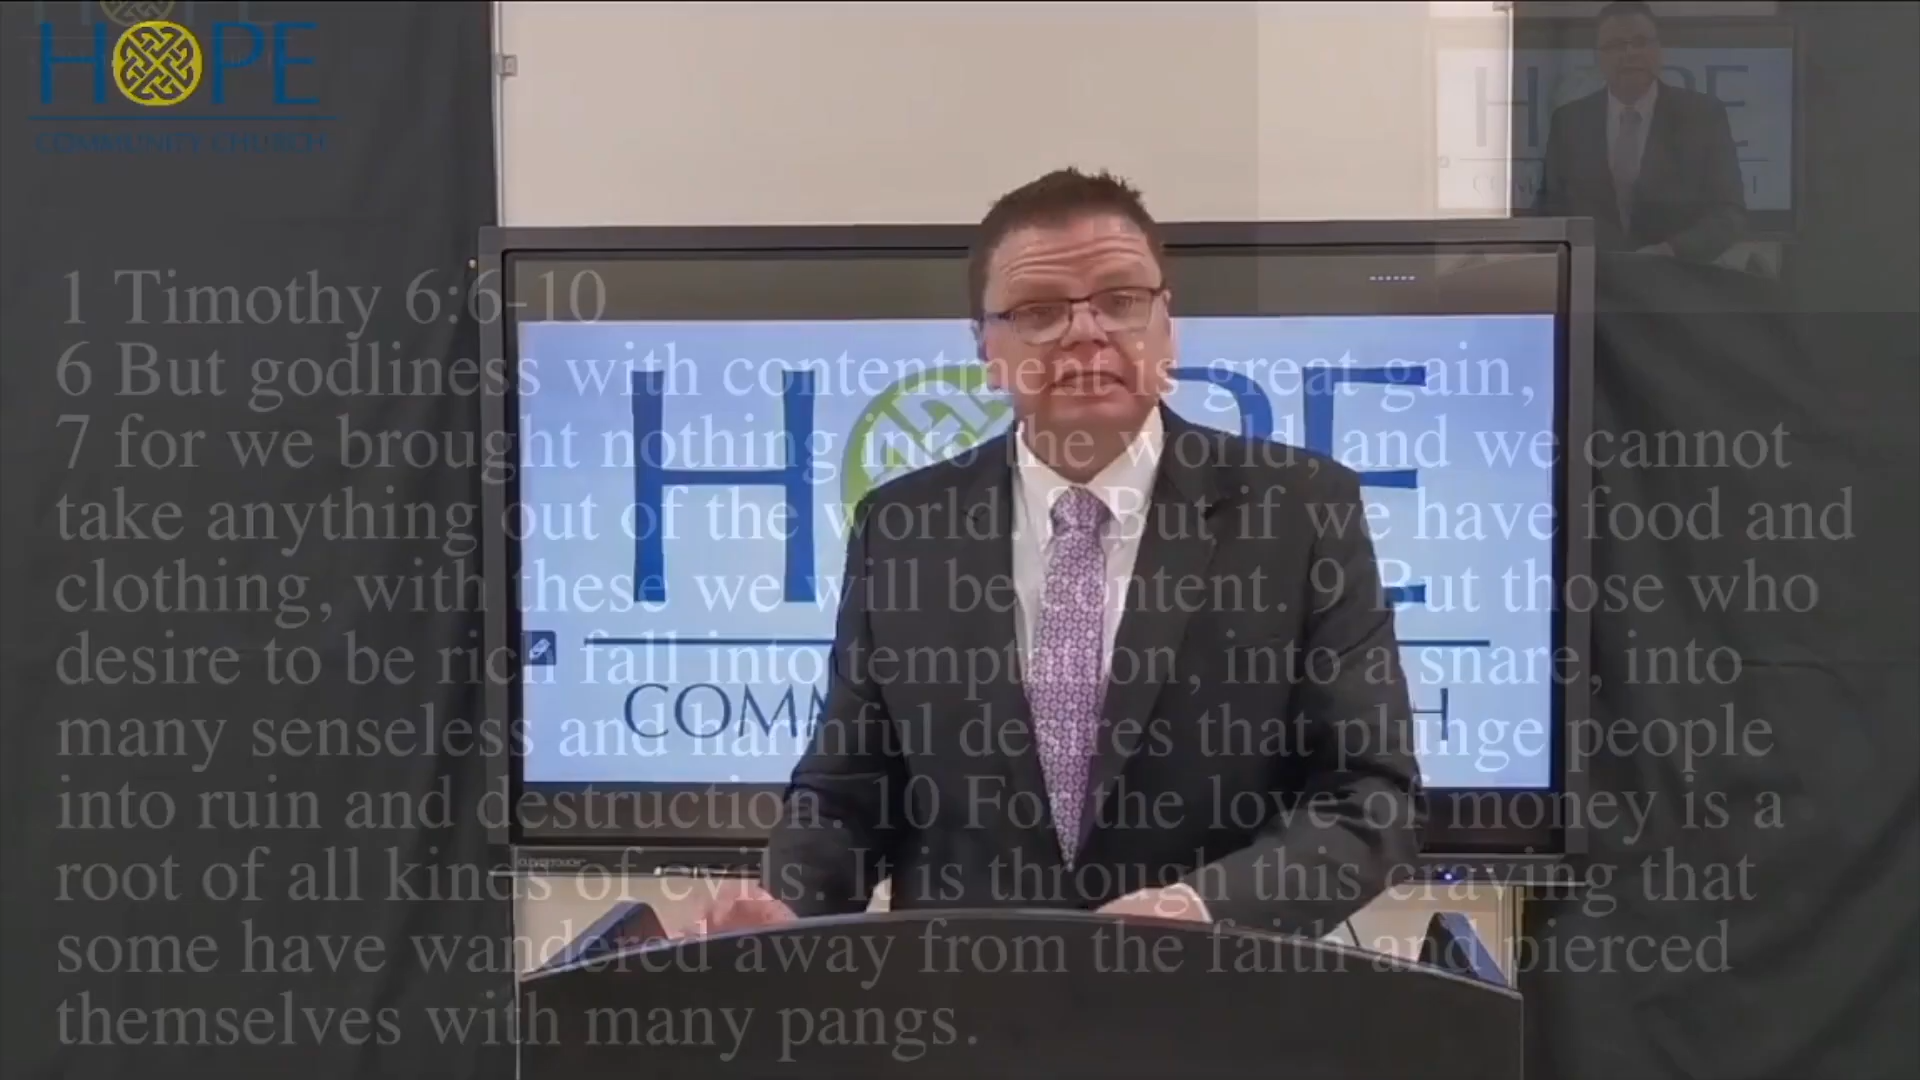 HOPE
COMMUNITY CHURCH
1 Timothy 6:6-10
6 But godliness with contentment is great gain,
7 for we brought nothing into the world, and we cannot
take anything out of the world. 8 But if we have food and
clothing, with these we will be content. 9 But those who
desire to be rich fall into temptation, into a snare, into
many senseless and harmful desires that plunge people
into ruin and destruction. 10 For the love of money is a
root of all kinds of evils. It is through this craving that
some have wandered away from the faith and pierced
themselves with many pangs.
H PE
COMM H
CLEVERTOUCH